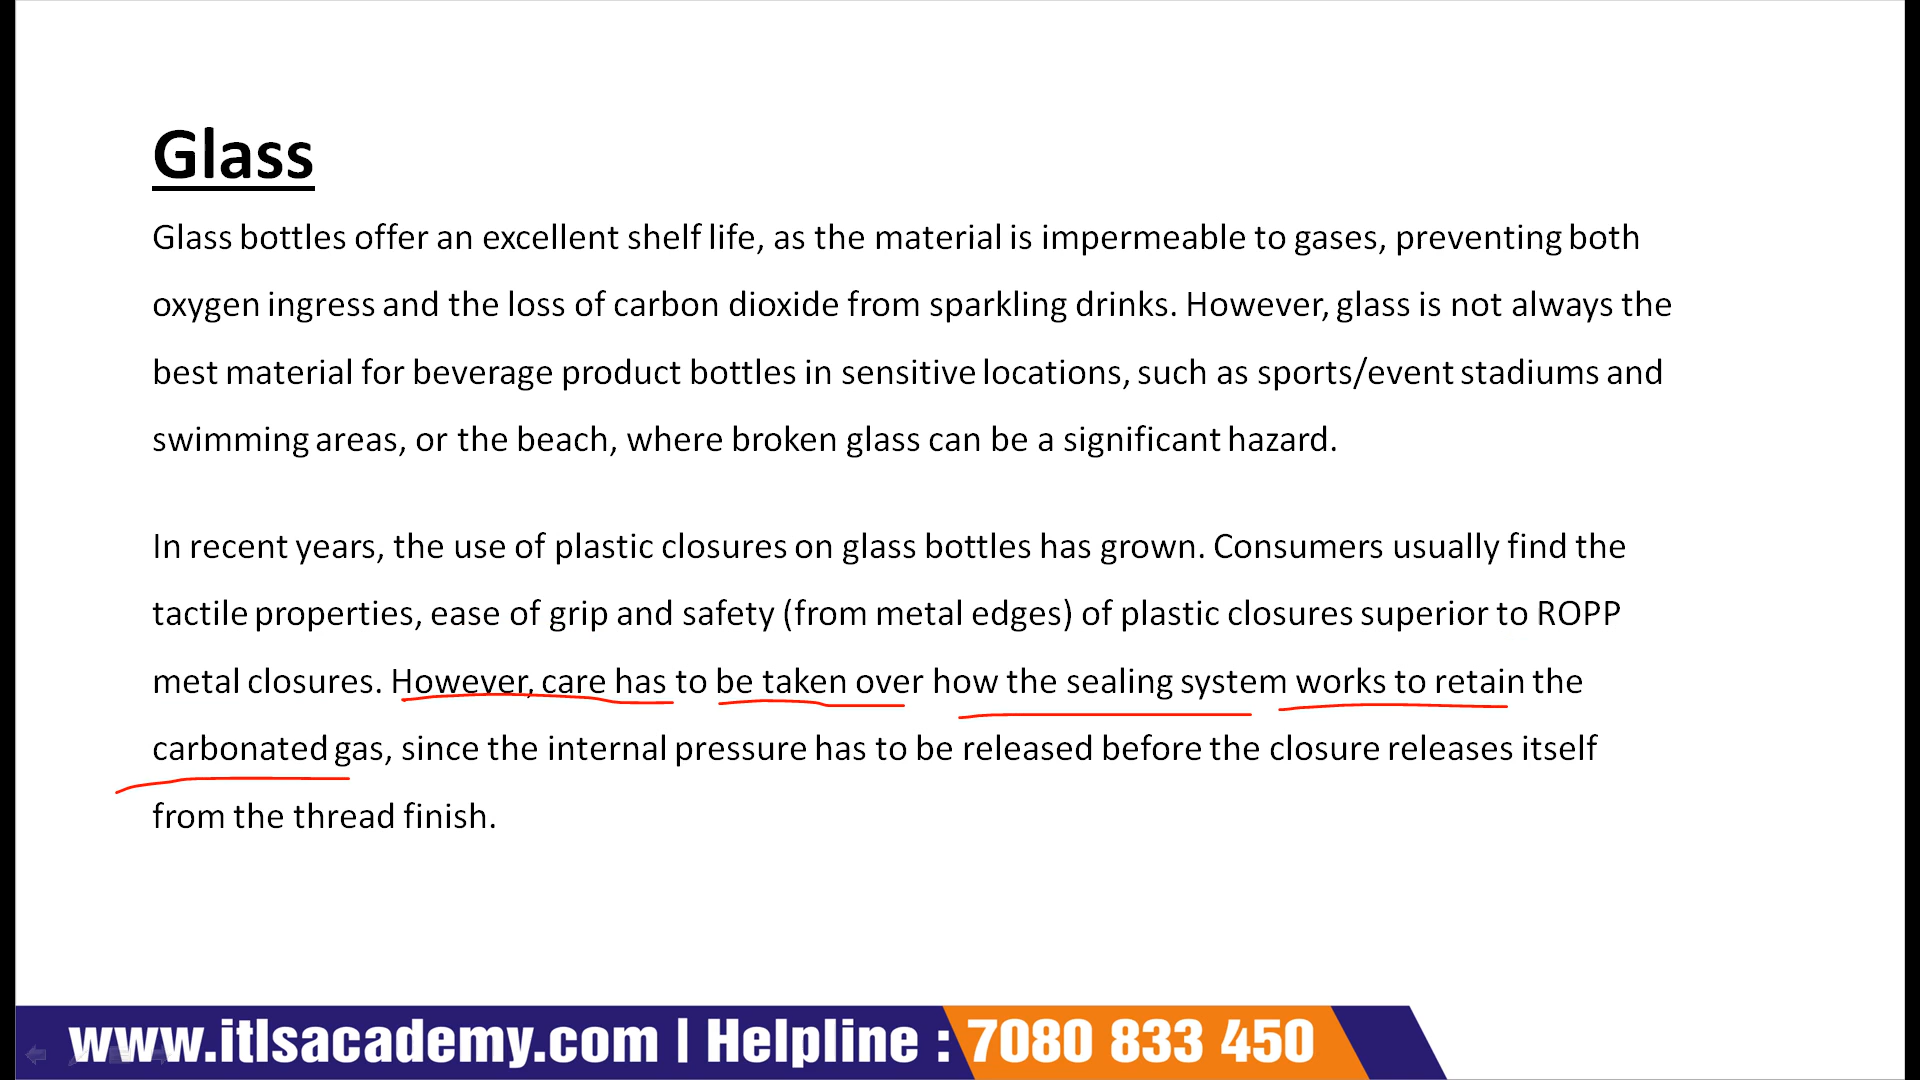 Glass
Glass bottles offer an excellent shelf life, as the material is impermeable to gases, preventing both
oxygen ingress and the loss of carbon dioxide from sparkling drinks. However, glass is not always the
best material for beverage product bottles in sensitive locations, such as sports/event stadiums and
swimming areas, or the beach, where broken glass can be a significant hazard.
In recent years, the use of plastic closures on glass bottles has grown. Consumers usually find the
tactile properties, ease of grip and safety (from metal edges) of plastic closures superior to ROPP
metal closures. However, care has to be taken over how the sealing system works to retain the
carbonated gas, since the internal pressure has to be released before the closure releases itself
from the thread finish.
www.itlsacademy.com | Helpline : 7080 833 450